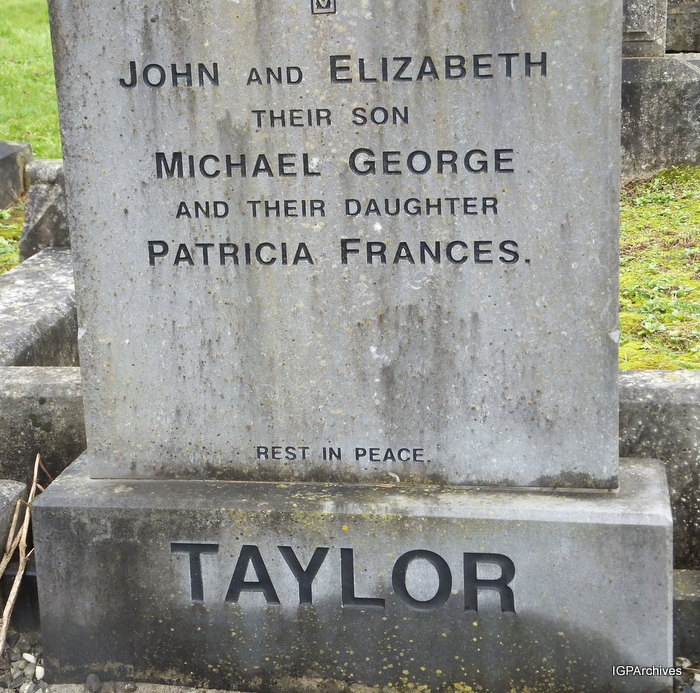 JOHN AND ELIZABETH
THEIR SON
MICHAEL GEORGE
AND THEIR DAUGHTER
PATRICIA FRANCES.
REST IN PEACE.
TAYLOR
IGPArchives